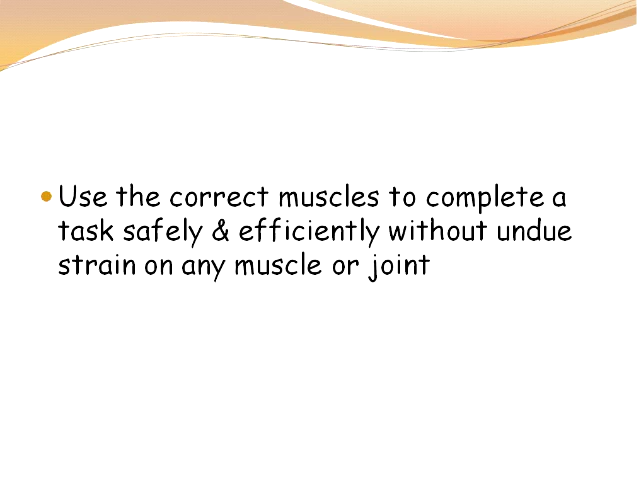 • Use the correct muscles to complete a
task safely & efficiently without undue
strain on any muscle or joint